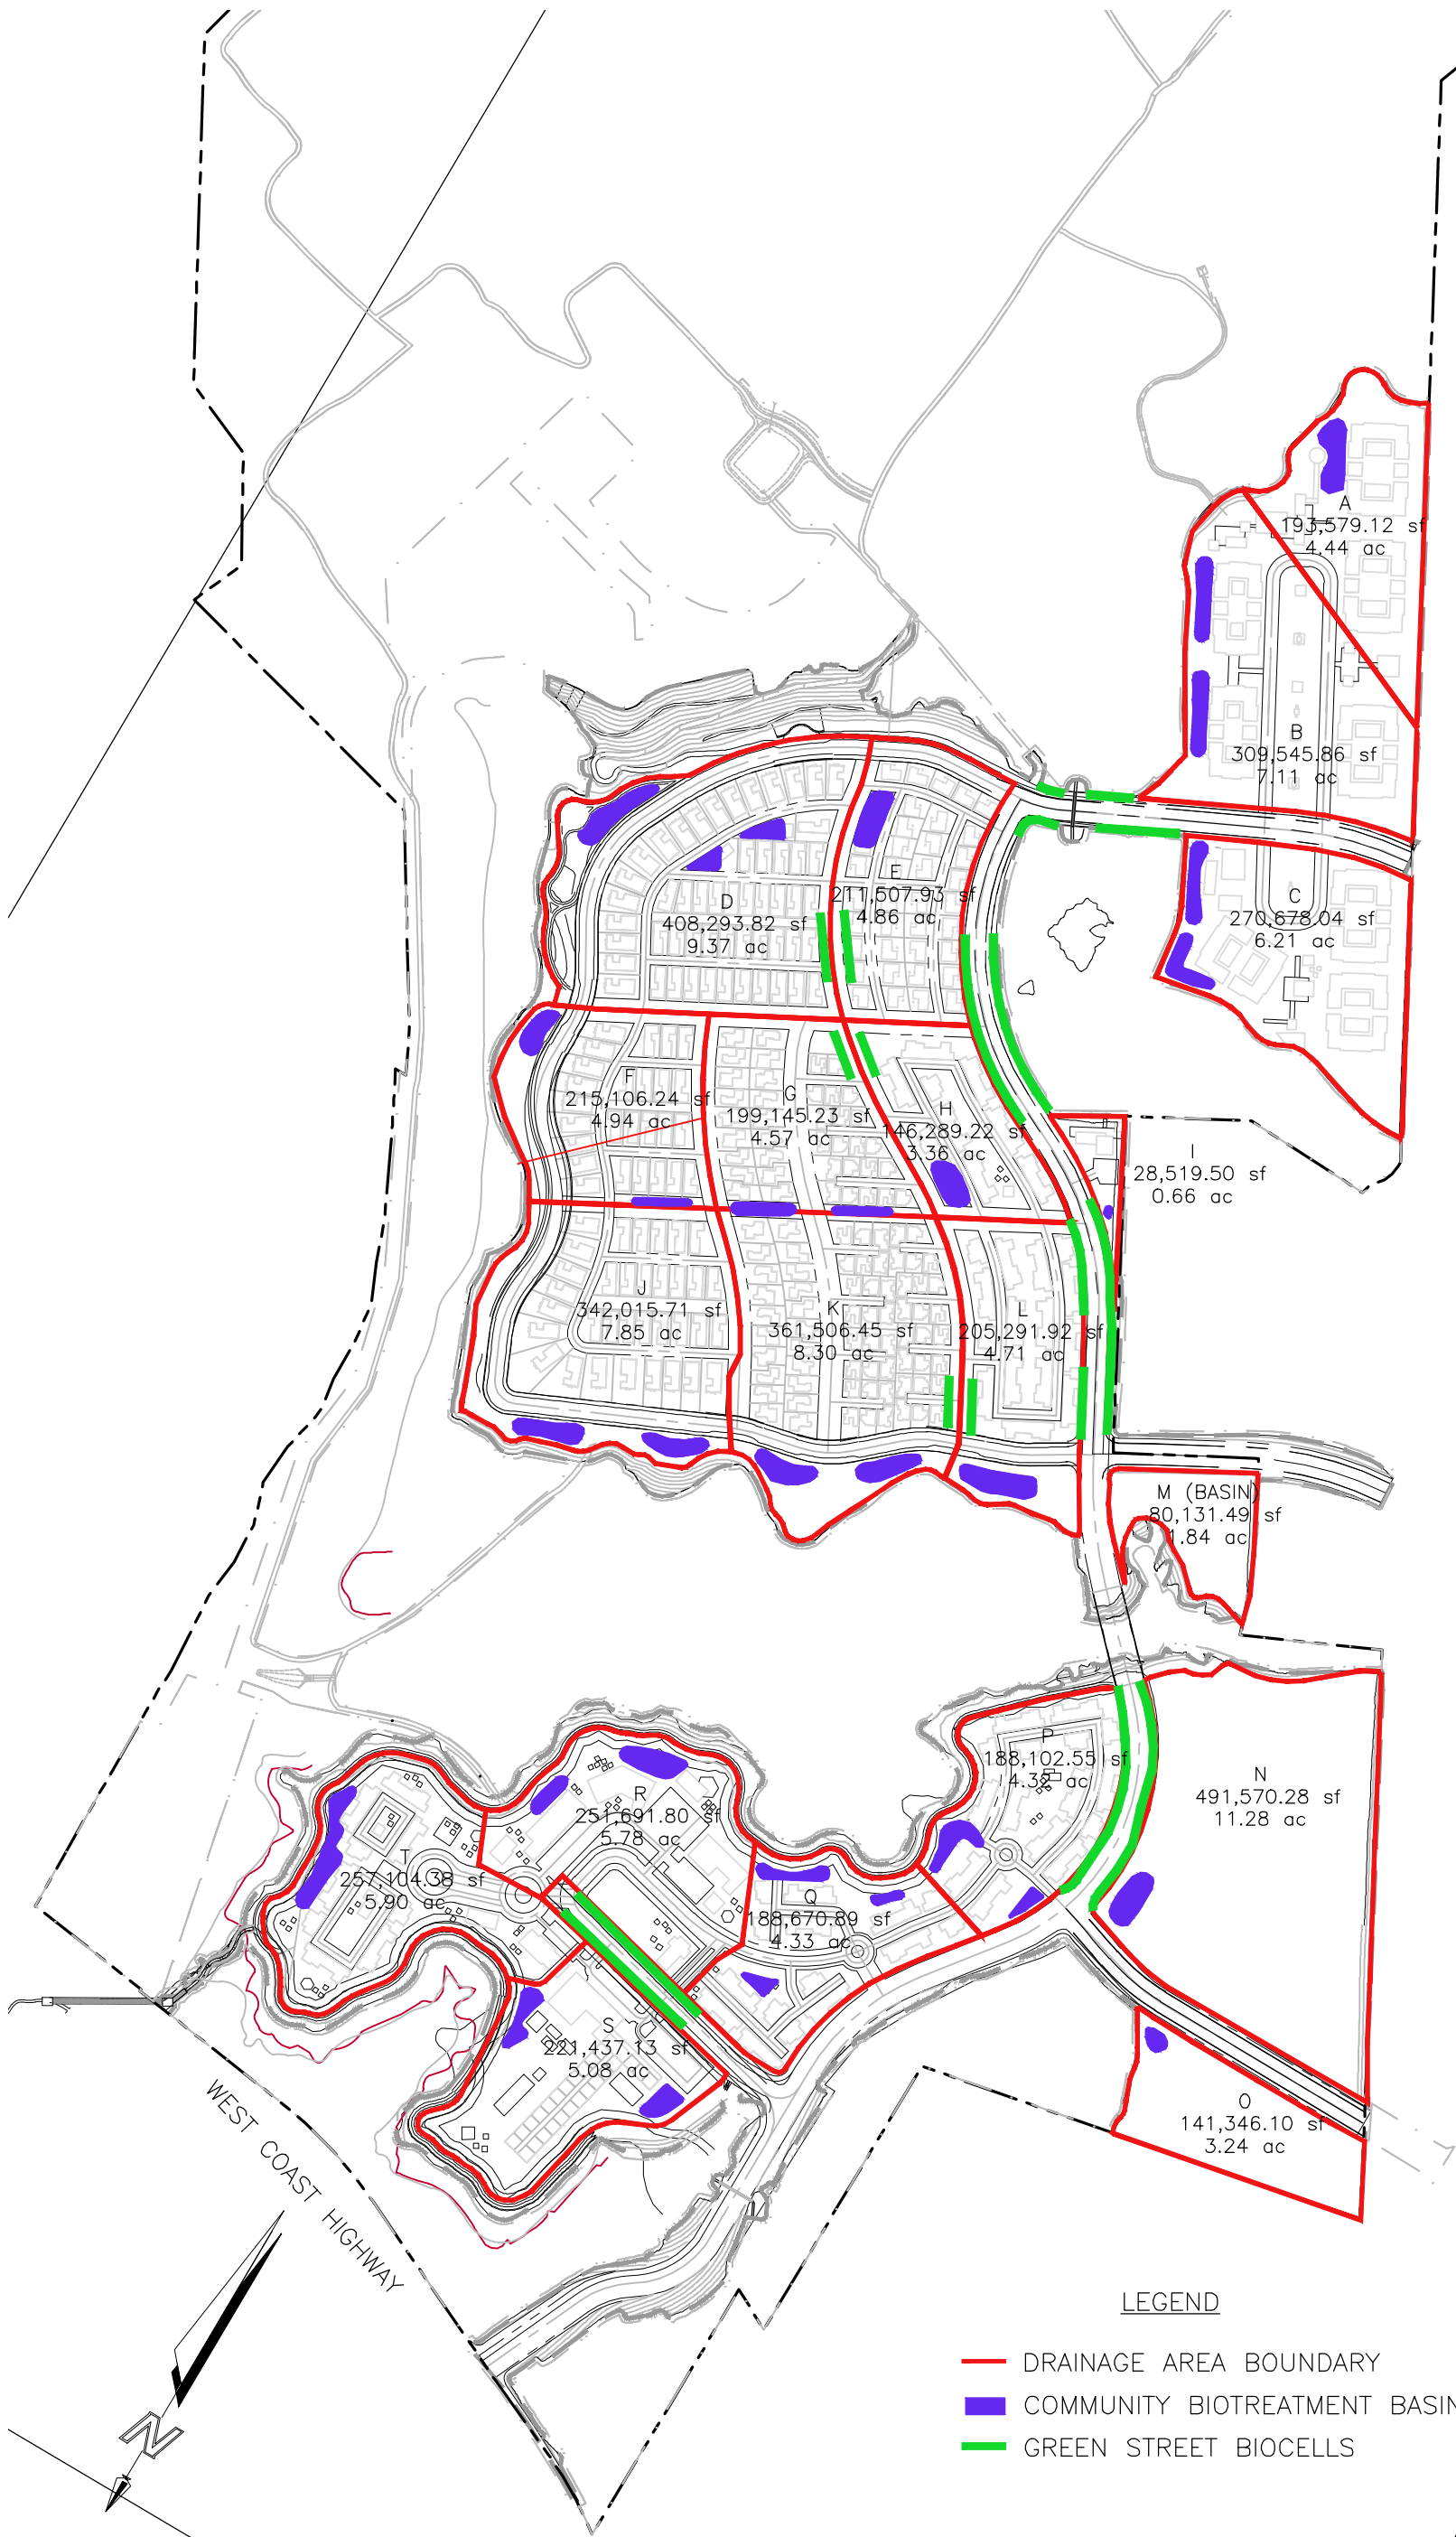 A
193,579.12 sf
4.44 ac
B
309,545.86 sf
7.11 ac
C
270,678.04 sf
6.21 ac
E
211,507.93 sf
4.86 ac
D
408,293.82 sf
9.37 ac
F
215,106.24 sf
4.94 ac
G
199,145.23 sf
4.57 ac
H
146,289.22 sf
3.36 ac
I
28,519.50 sf
0.66 ac
J
342,015.71 sf
7.85 ac
K
361,506.45 sf
8.30 ac
L
205,291.92 sf
4.71 ac
M (BASIN)
80,131.49 sf
1.84 ac
P
188,102.55 sf
4.32 ac
N
491,570.28 sf
11.28 ac
R
251,691.80 sf
5.78 ac
T
257,104.38 sf
5.90 ac
Q
188,670.89 sf
4.33 ac
S
221,437.13 sf
5.08 ac
O
141,346.10 sf
3.24 ac
WEST COAST HIGHWAY
N
LEGEND
DRAINAGE AREA BOUNDARY
COMMUNITY BIOTREATMENT BASIN
GREEN STREET BIOCELLS